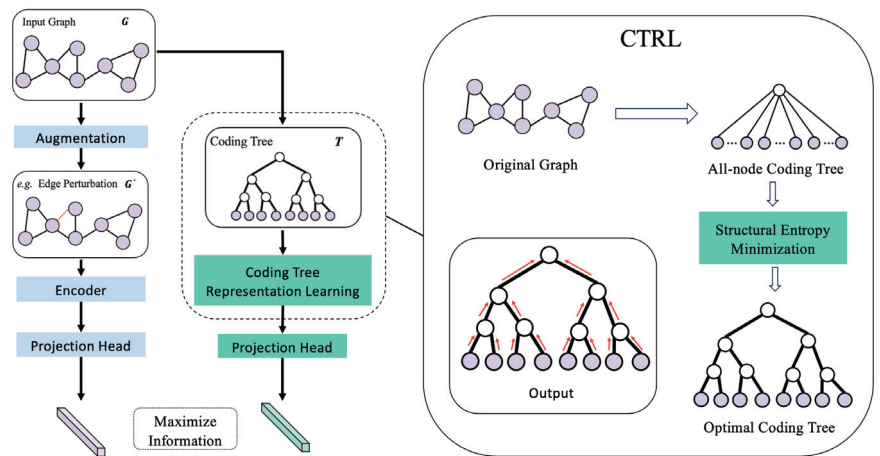 Input Graph G
Augmentation
e.g. Edge Perturbation G'
Encoder
Projection Head
Coding Tree T
Coding Tree
Representation Learning
Projection Head
Maximize
Information
CTRL
Original Graph
All-node Coding Tree
Structural Entropy
Minimization
Output
Optimal Coding Tree